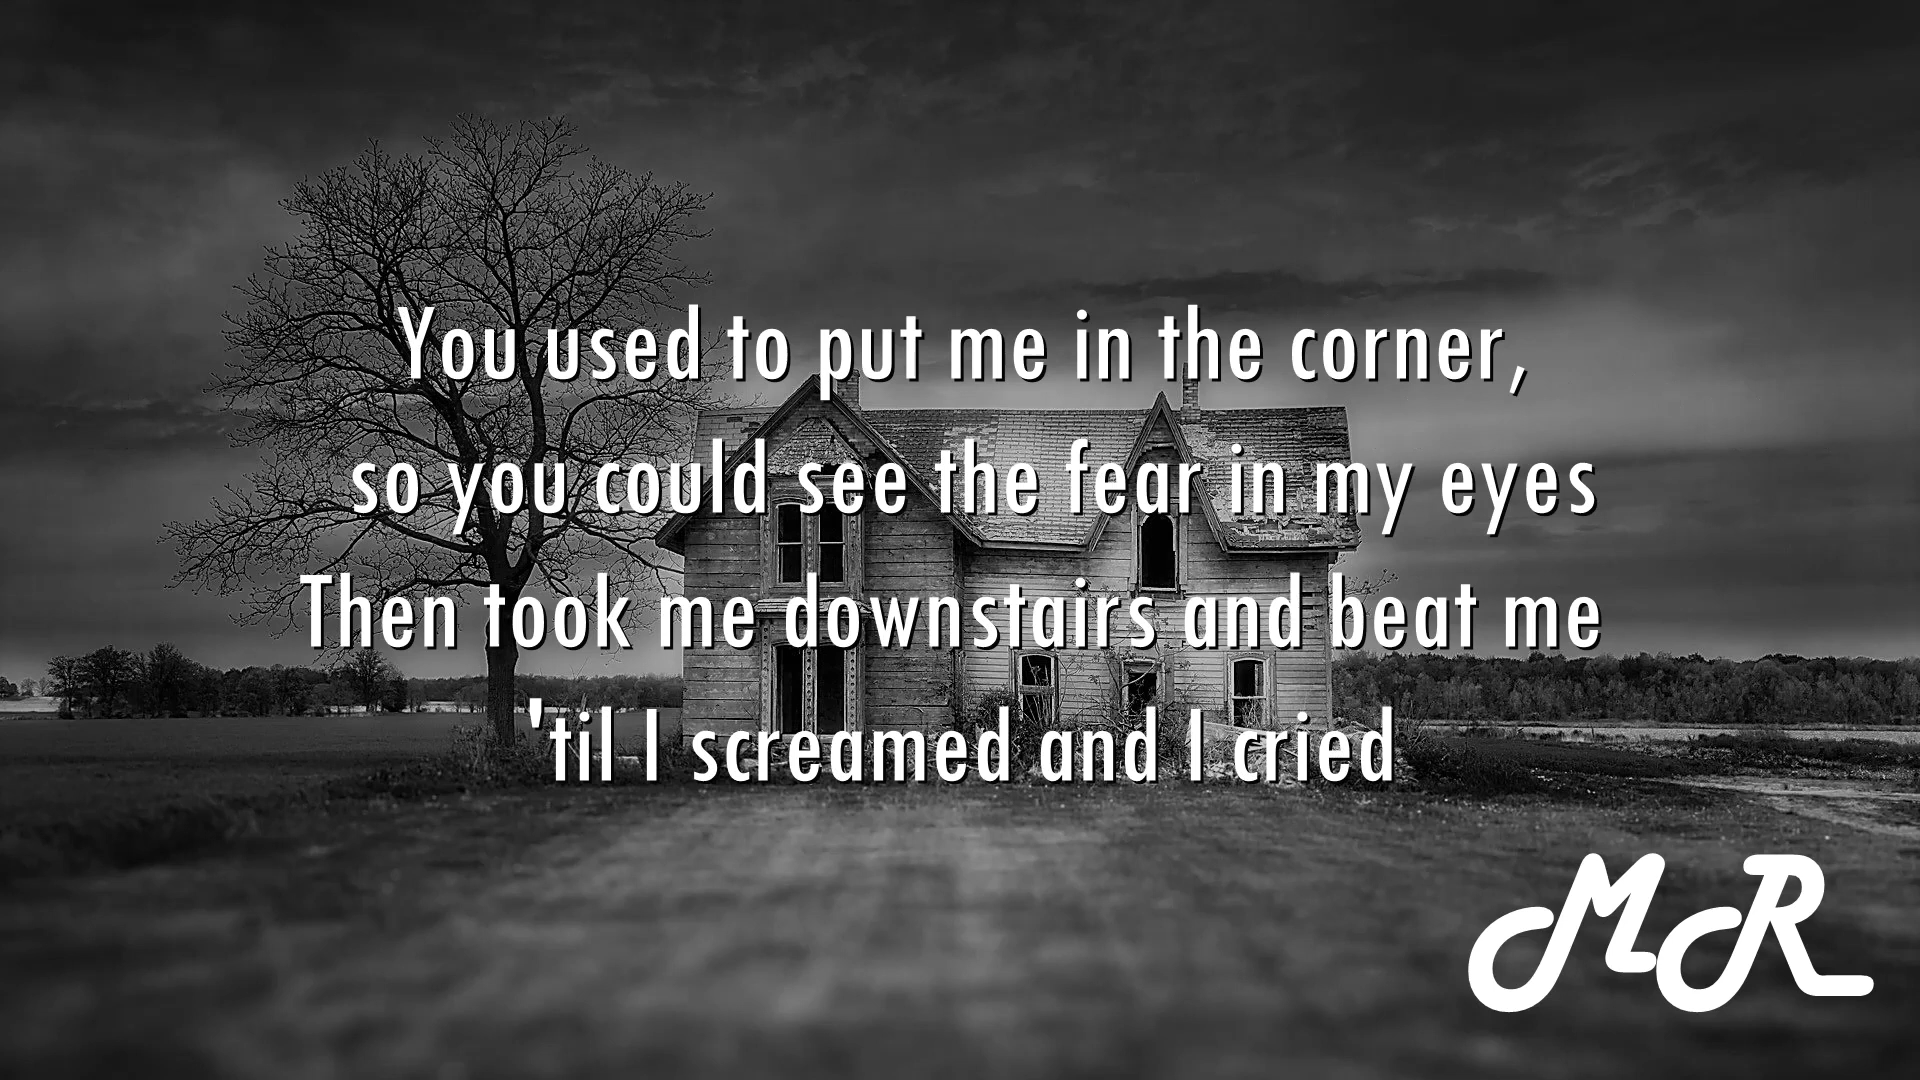 You used to put me in the corner,
so you could see the fear in my eyes
Then took me downstairs and beat me
'til I screamed and I cried
MR